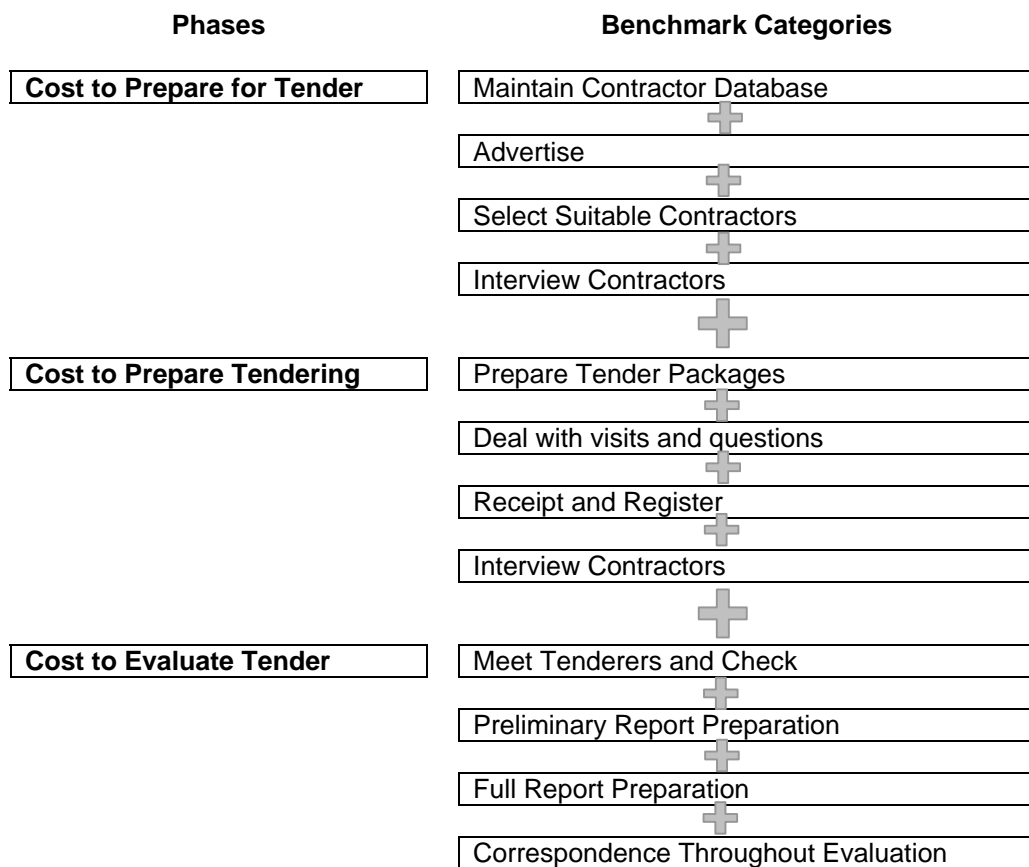 Phases Benchmark Categories
Cost to Prepare for Tender Maintain Contractor Database
Advertise
Select Suitable Contractors
Interview Contractors
Cost to Prepare Tendering Prepare Tender Packages
Deal with visits and questions
Receipt and Register
Interview Contractors
Cost to Evaluate Tender Meet Tenderers and Check
Preliminary Report Preparation
Full Report Preparation
Correspondence Throughout Evaluation